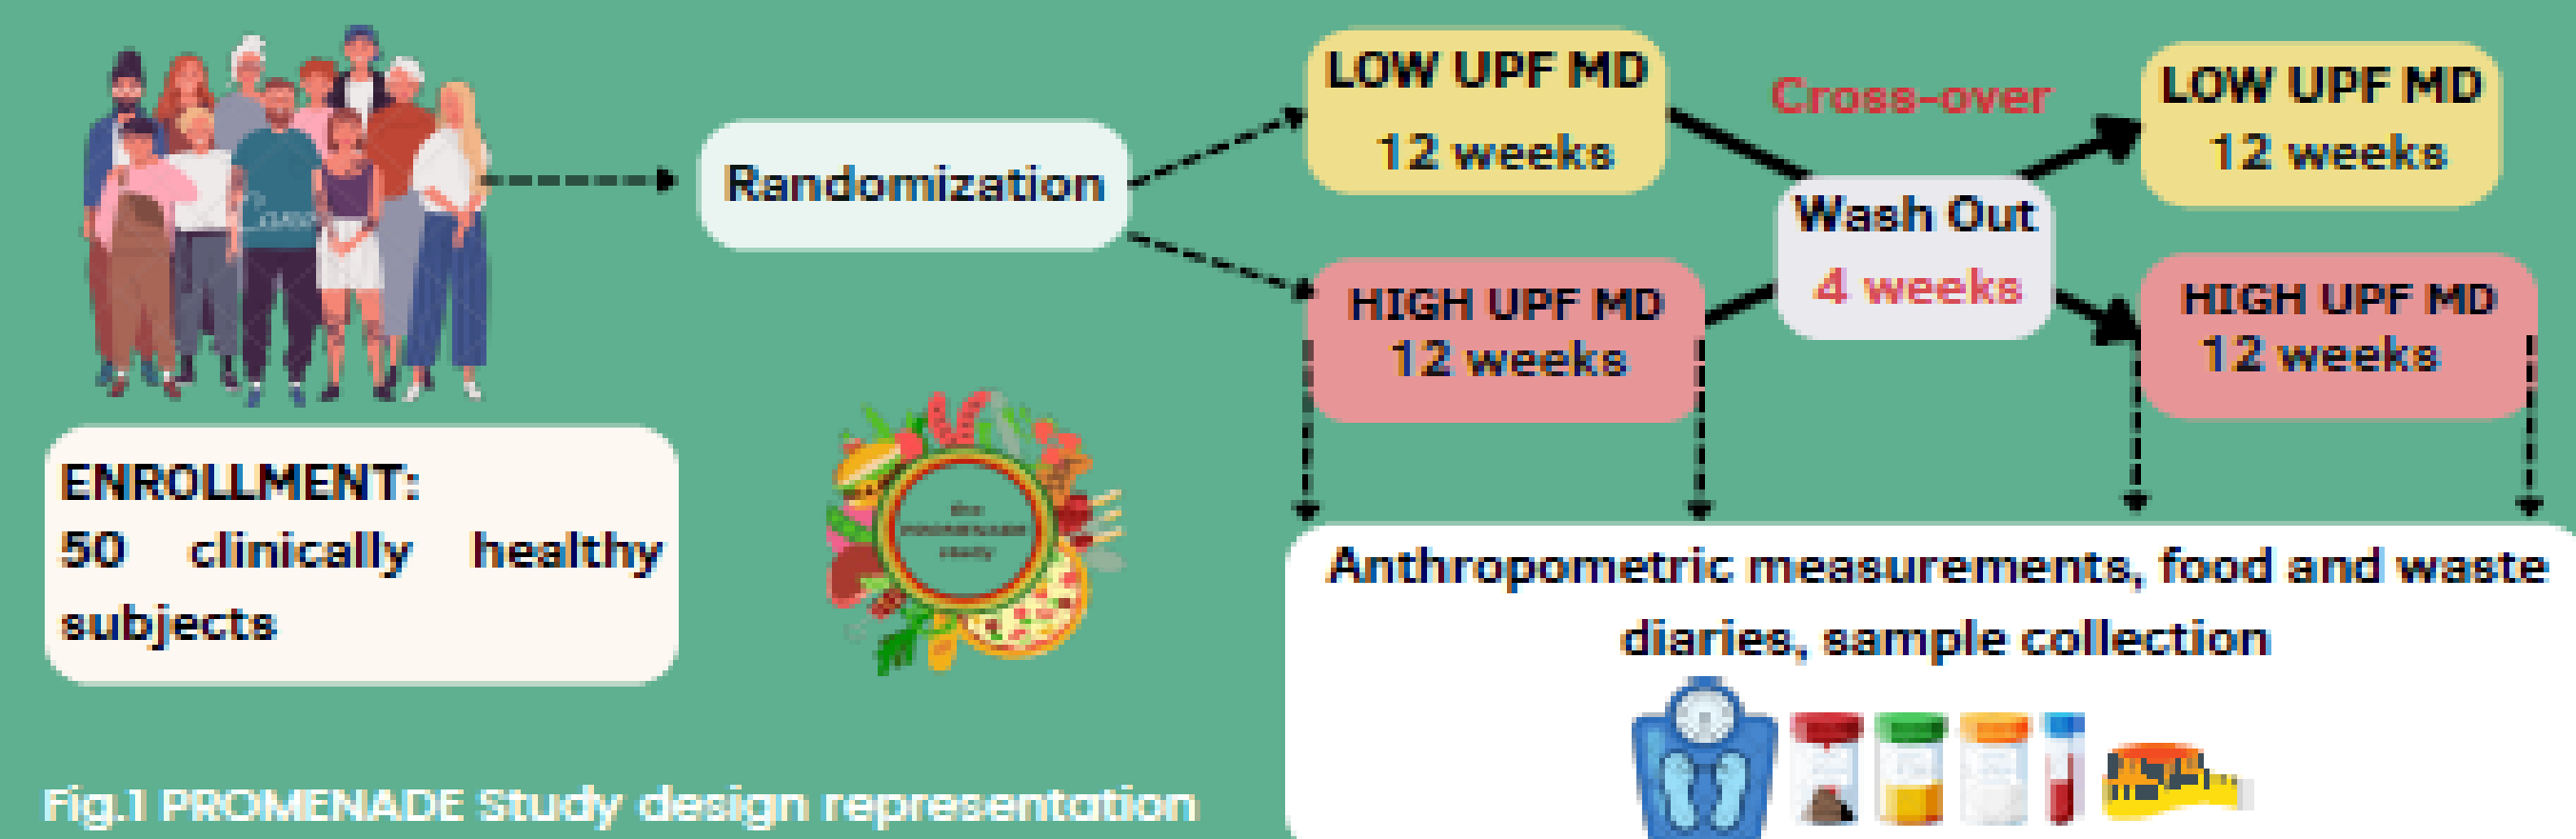 LOW UPF MD
12 weeks
Cross-over
LOW UPF MD
12 weeks
Randomization
Wash Out
4 weeks
HIGH UPF MD
12 weeks
HIGH UPF MD
12 weeks
ENROLLMENT:
50 clinically healthy
subjects
Anthropometric measurements, food and waste
diaries, sample collection
Fig.1 PROMENADE Study design representation